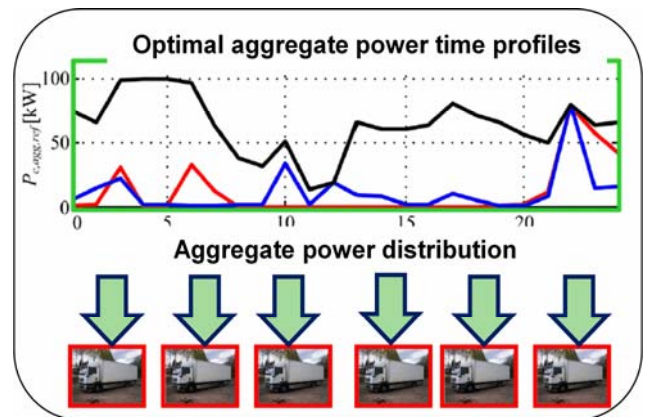 Optimal aggregate power time profiles
P c,agg,ref [kW]
100
50
0
0 5 10 15 20
Aggregate power distribution